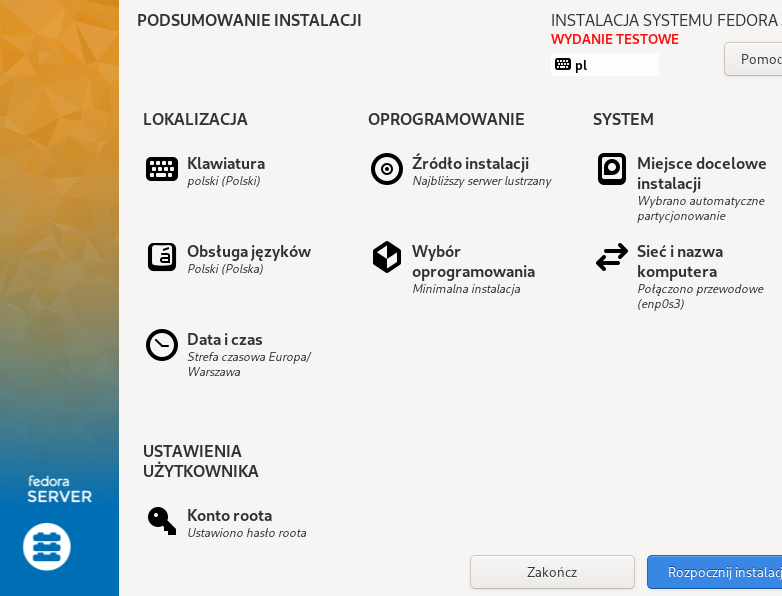 PODSUMOWANIE INSTALACJI
INSTALACJA SYSTEMU FEDORA
WYDANIE TESTOWE
pl
LOKALIZACJA
Klawiatura
polski (Polski)
Obsługa języków
Polski (Polska)
Data i czas
Strefa czasowa Europa/
Warszawa
OPROGRAMOWANIE
Źródło instalacji
Najbliższy serwer lustrzany
Wybór
oprogramowania
Minimalna instalacja
SYSTEM
Miejsce docelowe
instalacji
Wybrano automatyczne
partycjonowanie
Sieć i nazwa
komputera
Połączono przewodowe
(enp0s3)
USTAWIENIA
UŻYTKOWNIKA
Konto roota
Ustawiono hasło roota
fedora
SERVER
Zakończ
Rozpocznij